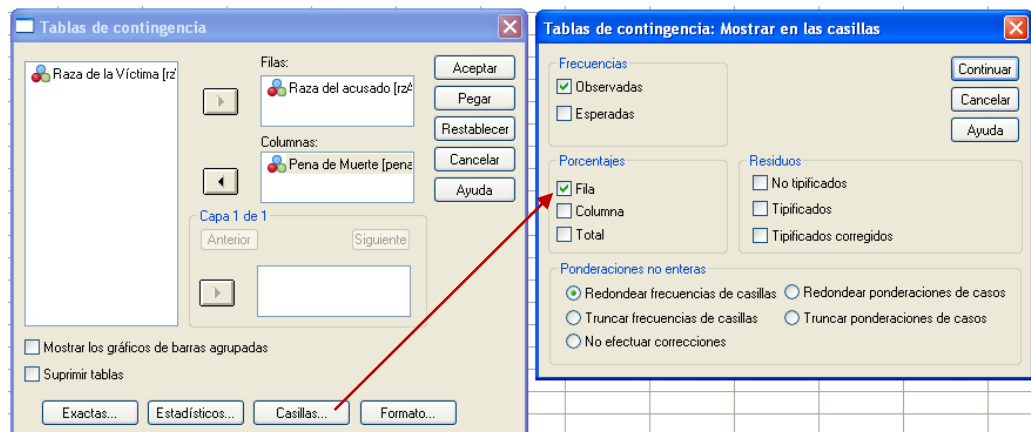 Tablas de contingencia
Raza de la Víctima [rz
Filas:
Raza del acusado [rzA
Columnas:
Pena de Muerte [pena
Capa 1 de 1
Anterior
Siguiente
Aceptar
Pegar
Restablecer
Cancelar
Ayuda
Mostrar los gráficos de barras agrupadas
Suprimir tablas
Exactas...
Estadísticos...
Casillas...
Formato...
Tablas de contingencia: Mostrar en las casillas
Frecuencias
Observadas
Esperadas
Continuar
Cancelar
Ayuda
Porcentajes
Fila
Columna
Total
Residuos
No tipificados
Tipificados
Tipificados corregidos
Ponderaciones no enteras
Redondear frecuencias de casillas
Redondear ponderaciones de casos
Truncar frecuencias de casillas
Truncar ponderaciones de casos
No efectuar correcciones